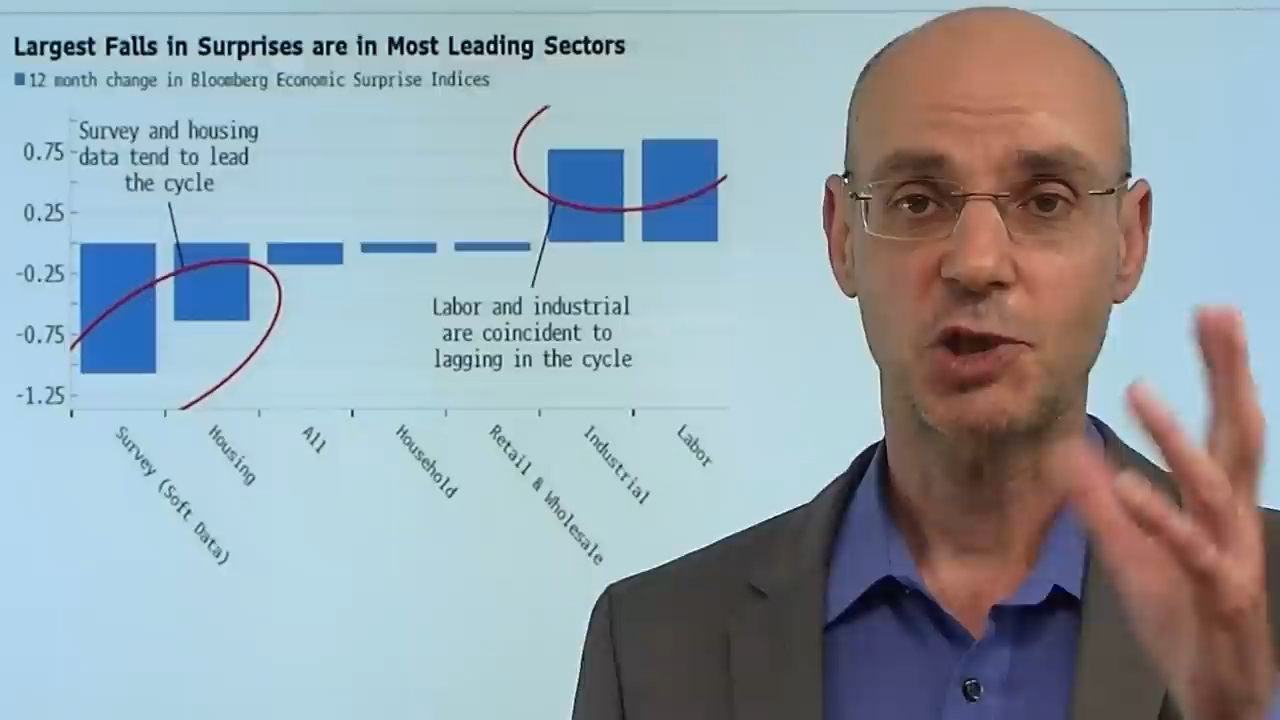 Largest Falls in Surprises are in Most Leading Sectors
12 month change in Bloomberg Economic Surprise Indices
Survey and housing
data tend to lead
the cycle
0.75
0.25
-0.25
-0.75
-1.25
Labor and industrial
are coincident to
lagging in the cycle
Survey (Soft Data)
Housing
All
Household
Retail & Wholesale
Industrial
Labor